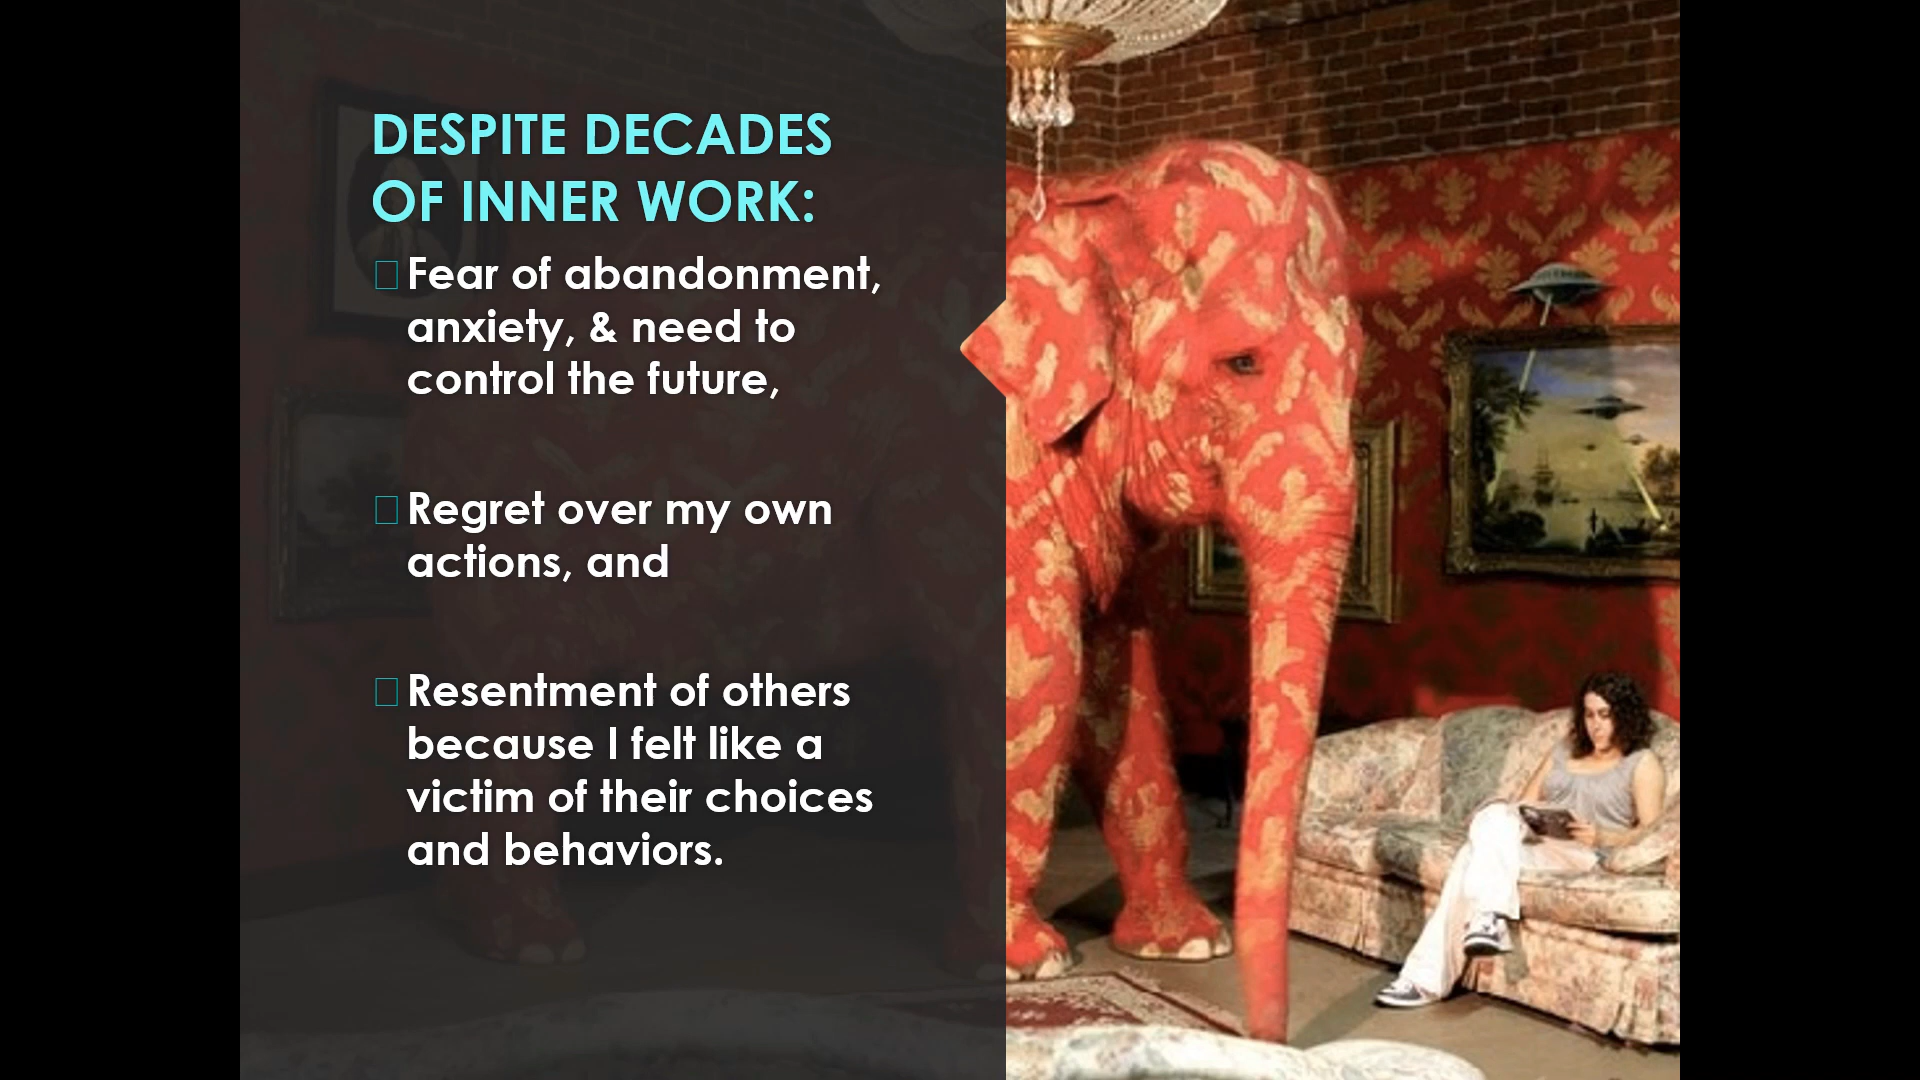 DESPITE DECADES
OF INNER WORK:
Fear of abandonment,
anxiety, & need to
control the future,
Regret over my own
actions, and
Resentment of others
because I felt like a
victim of their choices
and behaviors.